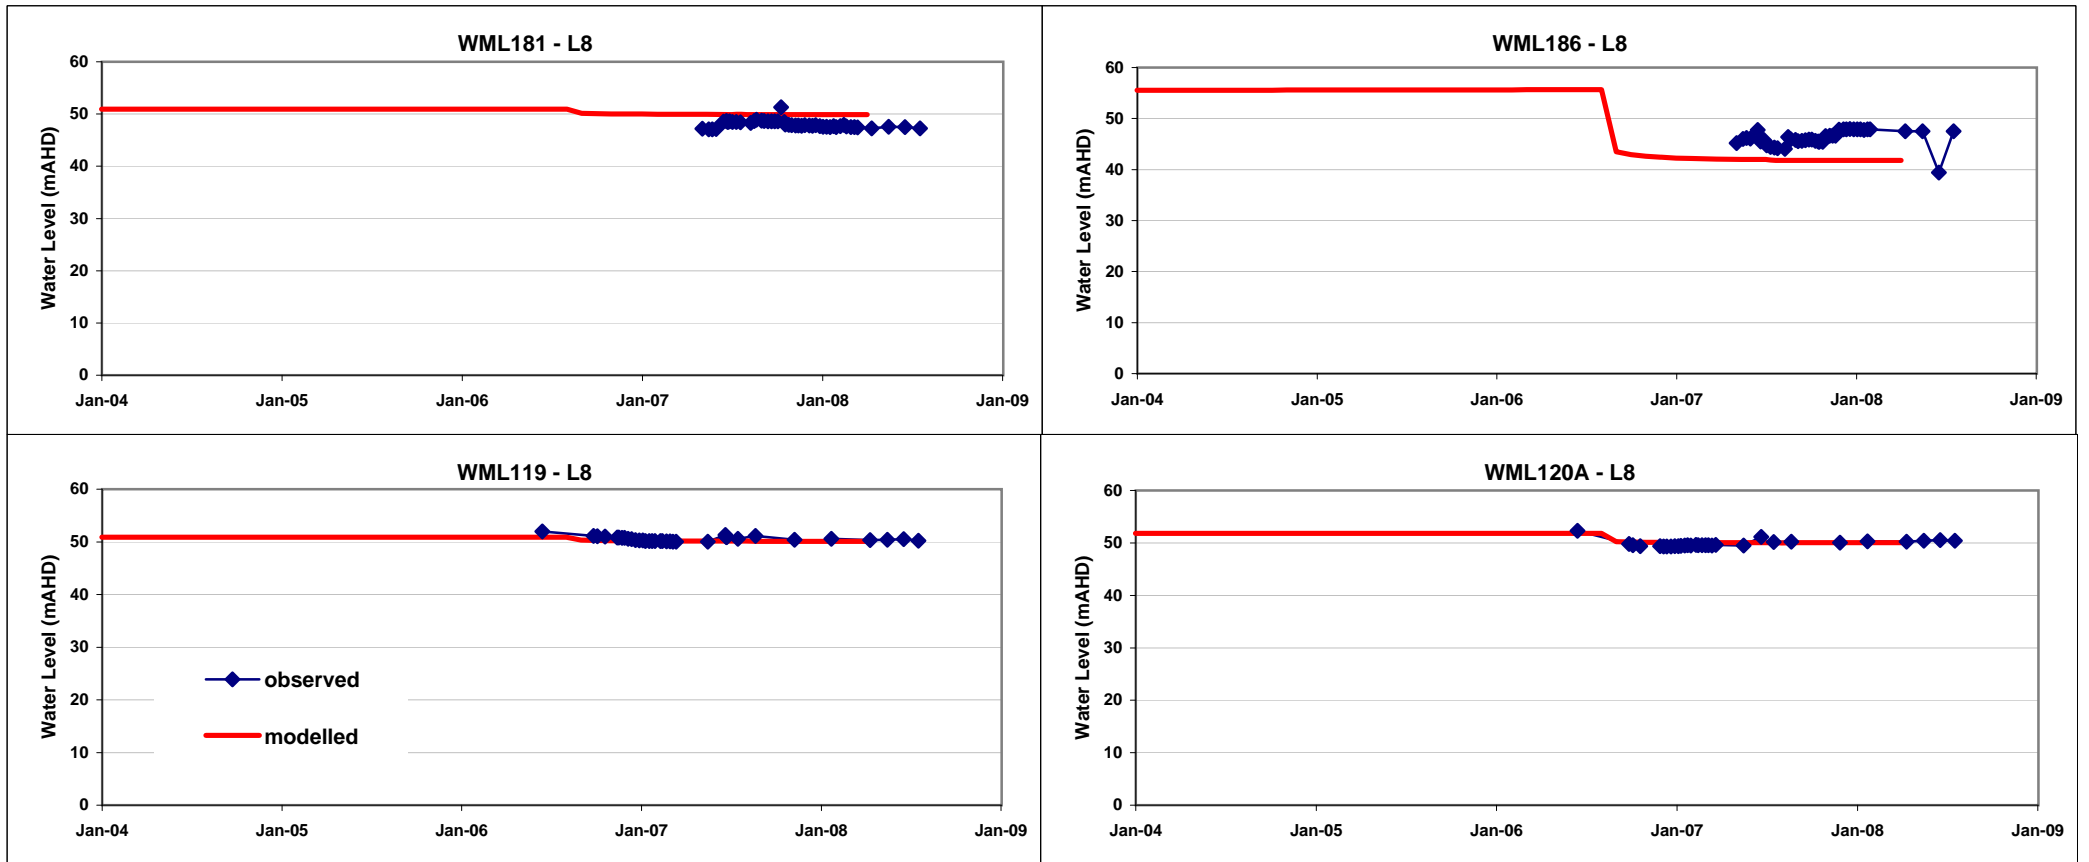 WML181 - L8
Water Level (mAHD)
60
50
40
30
20
10
0
Jan-04 Jan-05 Jan-06 Jan-07 Jan-08 Jan-09
WML186 - L8
Water Level (mAHD)
60
50
40
30
20
10
0
Jan-04 Jan-05 Jan-06 Jan-07 Jan-08 Jan-09
WML119 - L8
Water Level (mAHD)
60
50
40
30
20
10
0
observed
modelled
Jan-04 Jan-05 Jan-06 Jan-07 Jan-08 Jan-09
WML120A - L8
Water Level (mAHD)
60
50
40
30
20
10
0
Jan-04 Jan-05 Jan-06 Jan-07 Jan-08 Jan-09